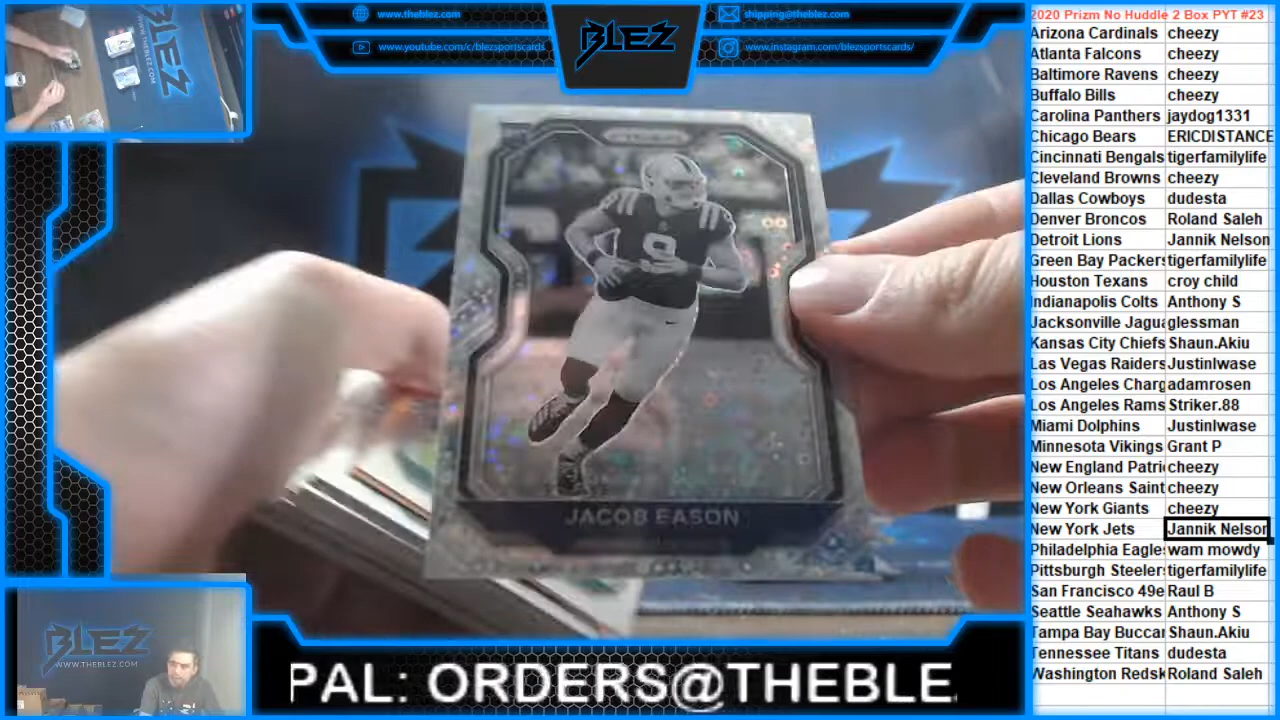 www.theblez.com
www.youtube.com/c/blezsportscards
BLEZ
shipping@theblez.com
www.instagram.com/blezsportscards/
2020 Prizm No Huddle 2 Box PYT #23
Arizona Cardinals cheezy
Atlanta Falcons cheezy
Baltimore Ravens cheezy
Buffalo Bills cheezy
Carolina Panthers jaydog1331
Chicago Bears ERICDISTANCE
Cincinnati Bengals tigerfamilylife
Cleveland Browns cheezy
Dallas Cowboys dudesta
Denver Broncos Roland Saleh
Detroit Lions Jannik Nelson
Green Bay Packers tigerfamilylife
Houston Texans croy child
Indianapolis Colts Anthony S
Jacksonville Jagua glessman
Kansas City Chiefs Shaun.Akiu
Las Vegas Raiders JustinIwase
Los Angeles Charg adamrosen
Los Angeles Rams Striker.88
Miami Dolphins JustinIwase
Minnesota Vikings Grant P
New England Patri cheezy
New Orleans Saint cheezy
New York Giants cheezy
New York Jets Jannik Nelson
Philadelphia Eagle wam mowdy
Pittsburgh Steelers tigerfamilylife
San Francisco 49e Raul B
Seattle Seahawks Anthony S
Tampa Bay Buccar Shaun.Akiu
Tennessee Titans dudesta
Washington Redsk Roland Saleh
PRIZM
9
JACOB EASON
BLEZ
WWW.THEBLEZ.COM
BLEZ
WWW.THEBLEZ.COM
PAL: ORDERS@THEBLE